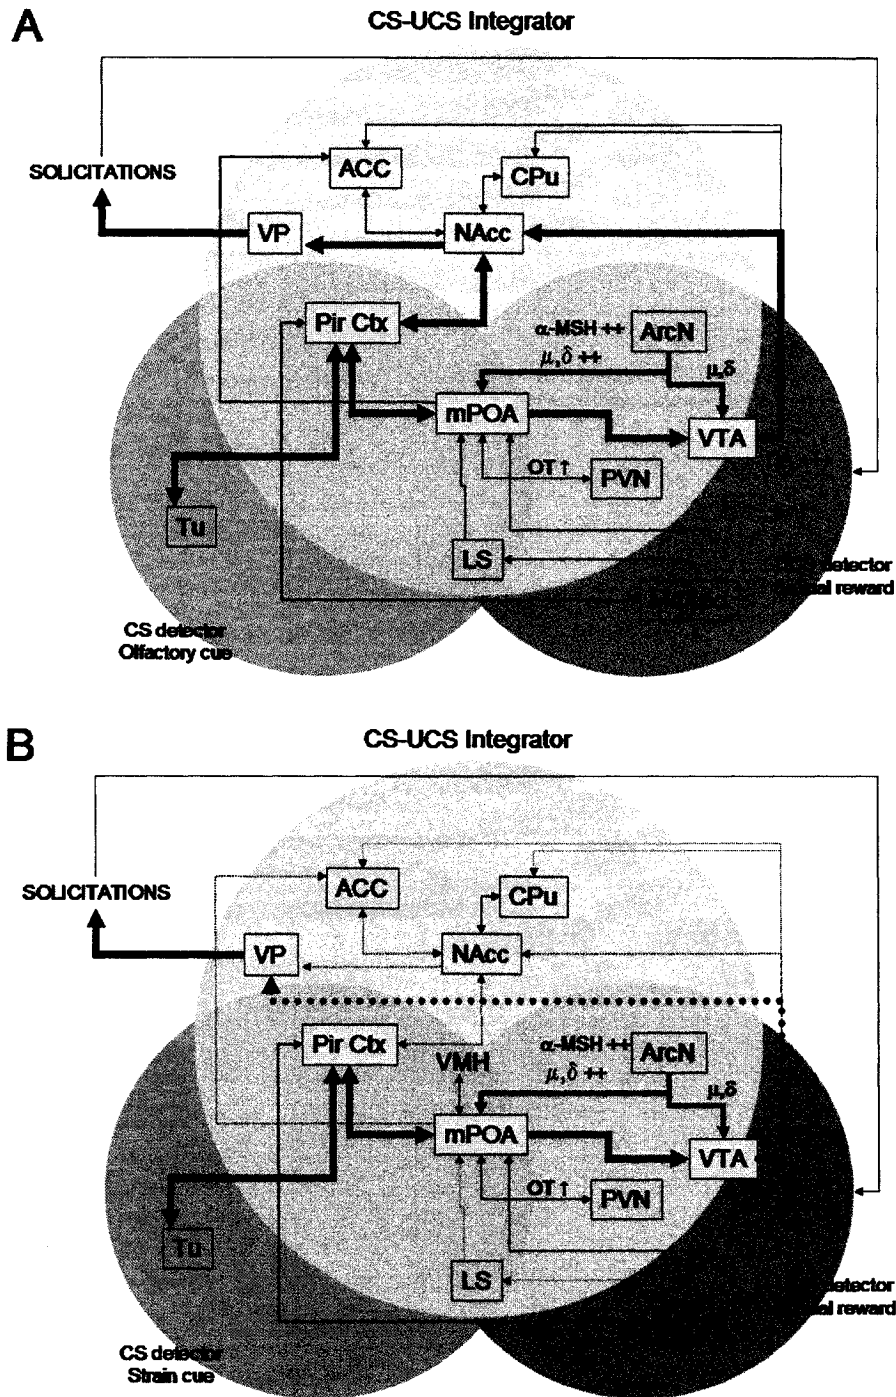 A
CS-UCS Integrator
SOLICITATIONS
ACC
CPu
VP
NAcc
Pir Ctx
α-MSH ++
ArcN
μ,δ ++
μ,δ
mPOA
VTA
OT ↑
PVN
Tu
LS
detector
reward
CS detector
Olfactory cue
B
CS-UCS Integrator
SOLICITATIONS
ACC
CPu
VP
NAcc
Pir Ctx
VMH
α-MSH ++
ArcN
μ,δ ++
μ,δ
mPOA
VTA
OT ↑
PVN
Tu
LS
detector
reward
CS detector
Strain cue